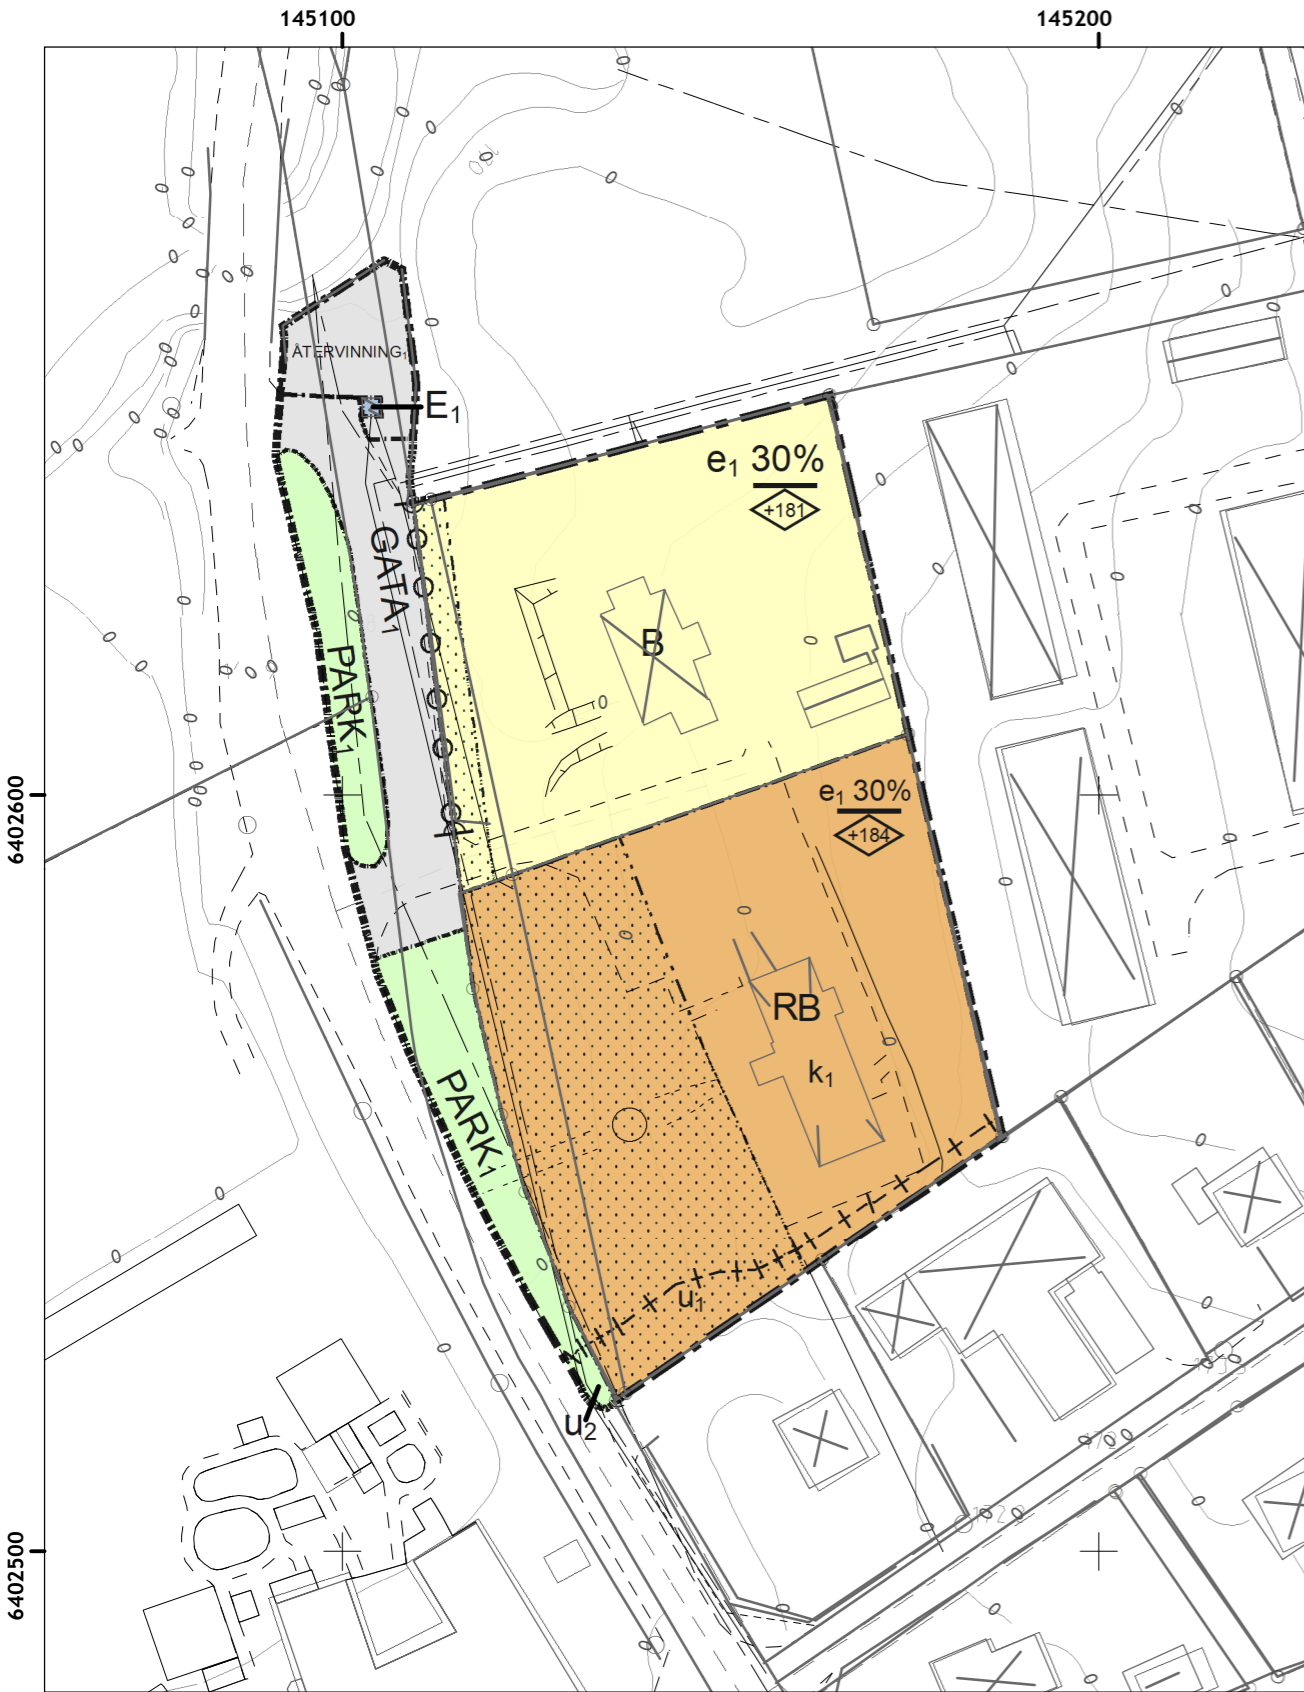 145100
145200
ÅTERVINNING₁
E₁
e₁ 30%
+181
GATA₁
B
PARK₁
6402600
e₁ 30%
+184
RB
k₁
PARK₁
u₁
u₂
6402500